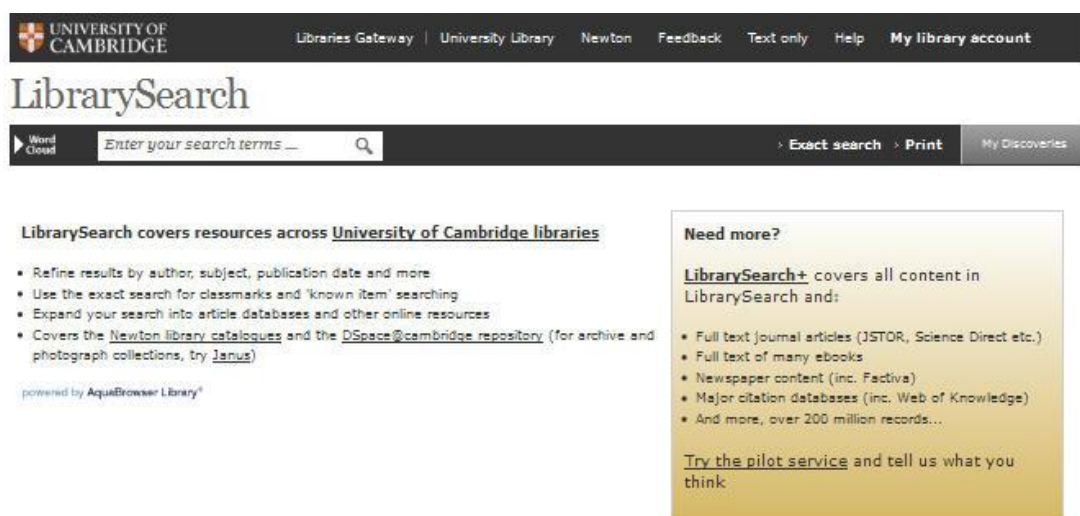 UNIVERSITY OF
CAMBRIDGE
Libraries Gateway | University Library Newton Feedback Text only Help My library account
LibrarySearch
Word
Cloud
Enter your search terms ...
› Exact search › Print My Discoveries
LibrarySearch covers resources across University of Cambridge libraries
• Refine results by author, subject, publication date and more
• Use the exact search for classmarks and 'known item' searching
• Expand your search into article databases and other online resources
• Covers the Newton library catalogues and the DSpace@cambridge repository (for archive and
photograph collections, try Janus)
powered by AquaBrowser Library®
Need more?
LibrarySearch+ covers all content in
LibrarySearch and:
• Full text journal articles (JSTOR, Science Direct etc.)
• Full text of many ebooks
• Newspaper content (inc. Factiva)
• Major citation databases (inc. Web of Knowledge)
• And more, over 200 million records...
Try the pilot service and tell us what you
think